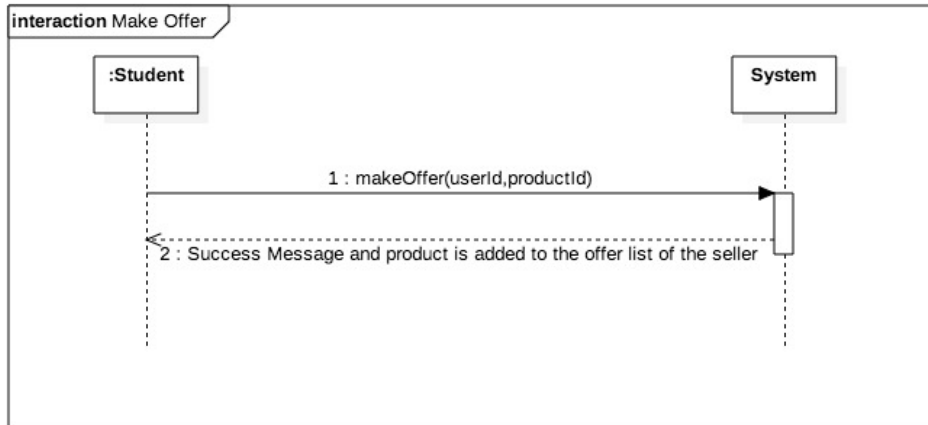 interaction Make Offer
:Student
System
1 : makeOffer(userId,productId)
2 : Success Message and product is added to the offer list of the seller